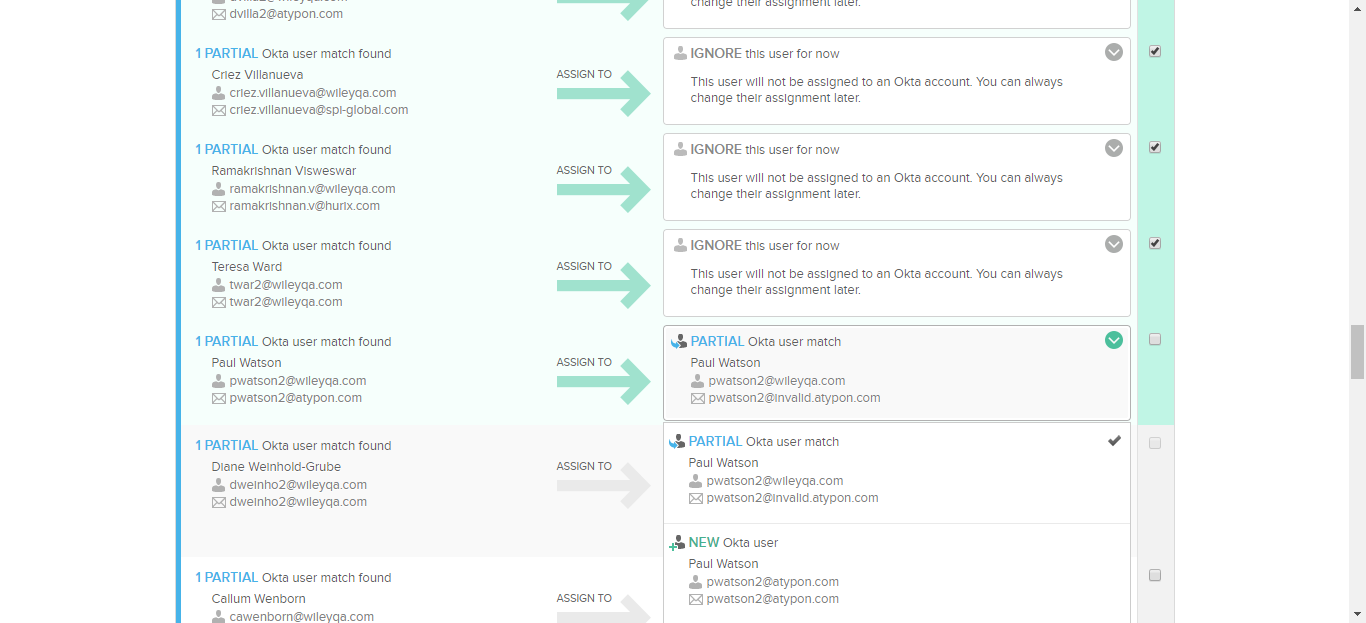 dvilla2@atypon.com
change their assignment later.
1 PARTIAL Okta user match found
Criez Villanueva
criez.villanueva@wileyqa.com
criez.villanueva@spi-global.com
ASSIGN TO
IGNORE this user for now
This user will not be assigned to an Okta account. You can always
change their assignment later.
1 PARTIAL Okta user match found
Ramakrishnan Visweswar
ramakrishnan.v@wileyqa.com
ramakrishnan.v@hurix.com
ASSIGN TO
IGNORE this user for now
This user will not be assigned to an Okta account. You can always
change their assignment later.
1 PARTIAL Okta user match found
Teresa Ward
twar2@wileyqa.com
twar2@wileyqa.com
ASSIGN TO
IGNORE this user for now
This user will not be assigned to an Okta account. You can always
change their assignment later.
1 PARTIAL Okta user match found
Paul Watson
pwatson2@wileyqa.com
pwatson2@atypon.com
ASSIGN TO
PARTIAL Okta user match
Paul Watson
pwatson2@wileyqa.com
pwatson2@invalid.atypon.com
1 PARTIAL Okta user match found
Diane Weinhold-Grube
dweinho2@wileyqa.com
dweinho2@wileyqa.com
ASSIGN TO
PARTIAL Okta user match
Paul Watson
pwatson2@wileyqa.com
pwatson2@invalid.atypon.com
NEW Okta user
Paul Watson
pwatson2@atypon.com
pwatson2@atypon.com
1 PARTIAL Okta user match found
Callum Wenborn
cawenborn@wileyqa.com
ASSIGN TO